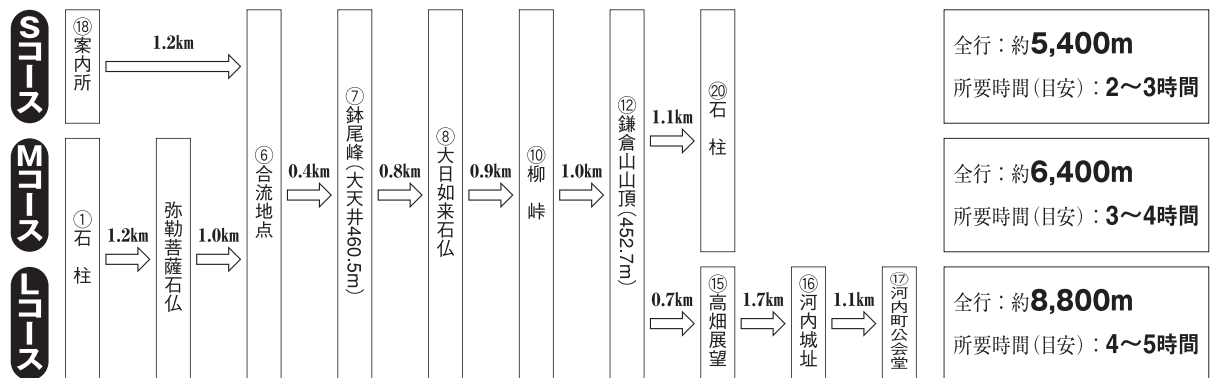 Sコース
⑱案内所
1.2km
Mコース
①石柱
1.2km
弥勒菩薩石仏
1.0km
⑥合流地点
0.4km
⑦鉢尾峰(大天井460.5m)
0.8km
⑧大日如来石仏
0.9km
⑩柳峠
1.0km
⑫鎌倉山山頂(452.7m)
1.1km
⑳石柱
Lコース
0.7km
⑮高畑展望
1.7km
⑯河内城址
1.1km
⑰河内町公会堂
全行:約5,400m
所要時間(目安):2〜3時間
全行:約6,400m
所要時間(目安):3〜4時間
全行:約8,800m
所要時間(目安):4〜5時間